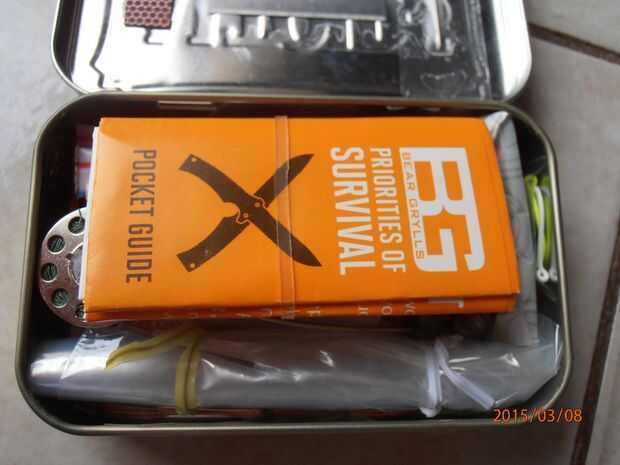 BG
BEAR GRYLLS
PRIORITIES OF
SURVIVAL
POCKET GUIDE
2015/03/08